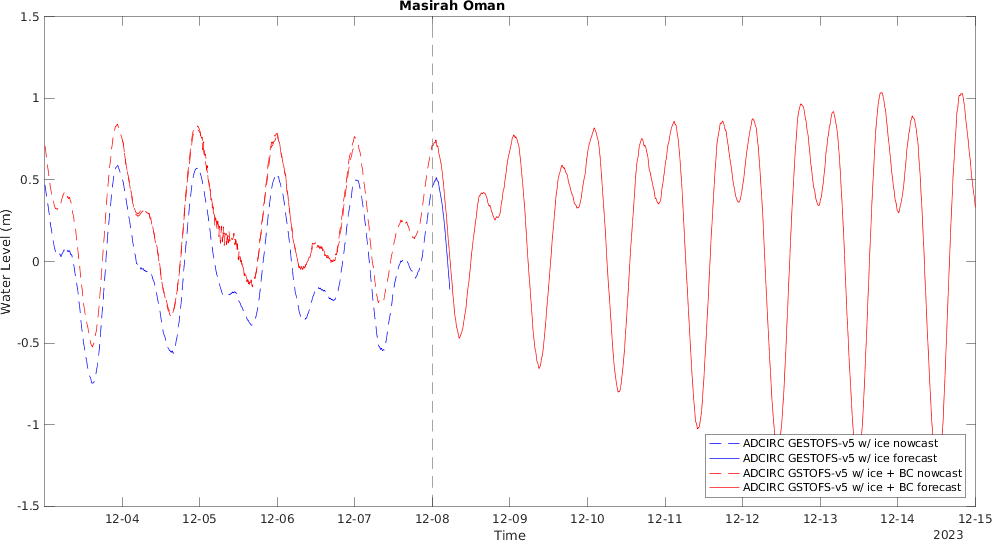 Masirah Oman
1.5
1
0.5
0
-0.5
-1
-1.5
Water Level (m)
12-04 12-05 12-06 12-07 12-08 12-09 12-10 12-11 12-12 12-13 12-14 12-15
Time
2023
ADCIRC GESTOFS-v5 w/ ice nowcast
ADCIRC GESTOFS-v5 w/ ice forecast
ADCIRC GSTOFS-v5 w/ ice + BC nowcast
ADCIRC GSTOFS-v5 w/ ice + BC forecast